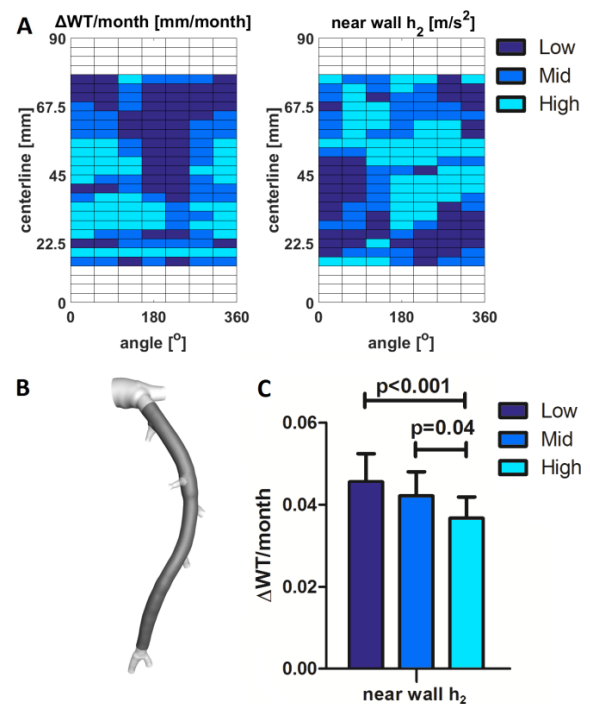 A
ΔWT/month [mm/month]
near wall h2 [m/s2]
Low
Mid
High
centerline [mm]
90
67.5
45
22.5
0
0 180 360
angle [o]
centerline [mm]
90
67.5
45
22.5
0
0 180 360
angle [o]
B
C
p<0.001
p=0.04
Low
Mid
High
ΔWT/month
0.06
0.04
0.02
0.00
near wall h2